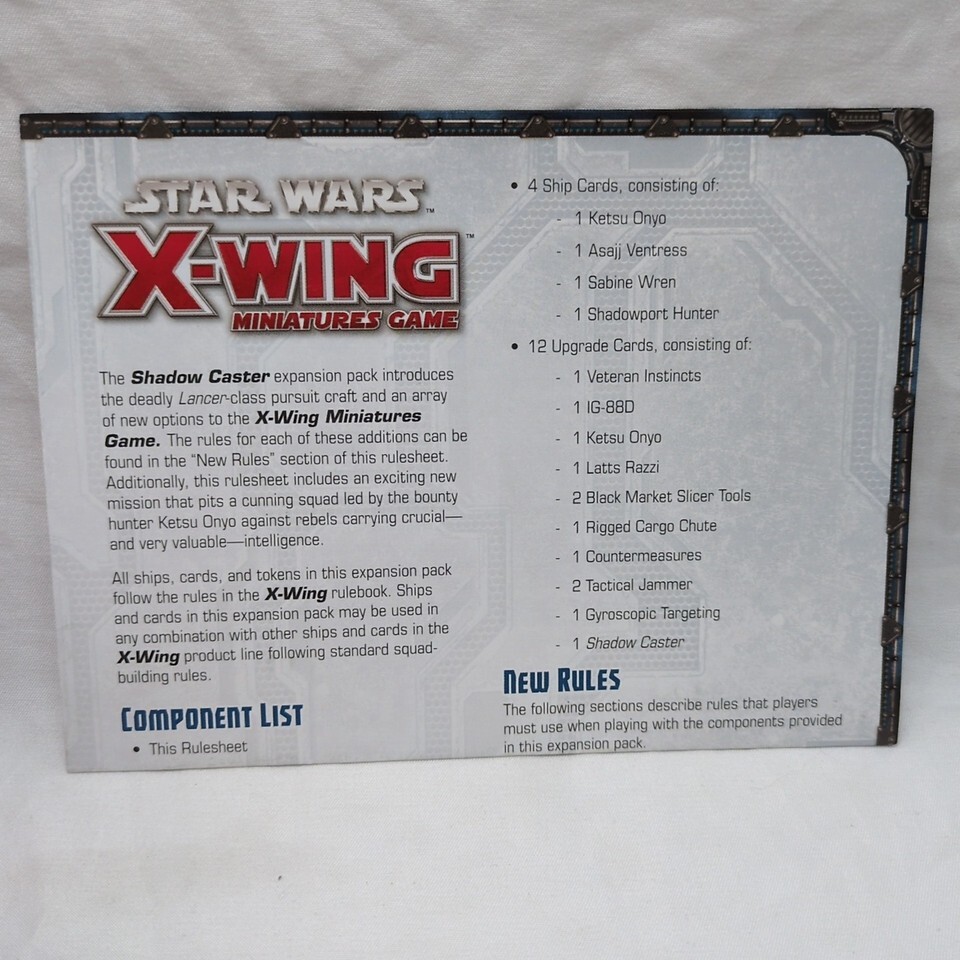 STAR WARS™
X-WING™
MINIATURES GAME
The Shadow Caster expansion pack introduces
the deadly Lancer-class pursuit craft and an array
of new options to the X-Wing Miniatures
Game. The rules for each of these additions can be
found in the “New Rules” section of this rulesheet.
Additionally, this rulesheet includes an exciting new
mission that pits a cunning squad led by the bounty
hunter Ketsu Onyo against rebels carrying crucial—
and very valuable—intelligence.
All ships, cards, and tokens in this expansion pack
follow the rules in the X-Wing rulebook. Ships
and cards in this expansion pack may be used in
any combination with other ships and cards in the
X-Wing product line following standard squad-
building rules.
Component List
• This Rulesheet
• 4 Ship Cards, consisting of:
- 1 Ketsu Onyo
- 1 Asajj Ventress
- 1 Sabine Wren
- 1 Shadowport Hunter
• 12 Upgrade Cards, consisting of:
- 1 Veteran Instincts
- 1 IG-88D
- 1 Ketsu Onyo
- 1 Latts Razzi
- 2 Black Market Slicer Tools
- 1 Rigged Cargo Chute
- 1 Countermeasures
- 2 Tactical Jammer
- 1 Gyroscopic Targeting
- 1 Shadow Caster
New Rules
The following sections describe rules that players
must use when playing with the components provided
in this expansion pack.